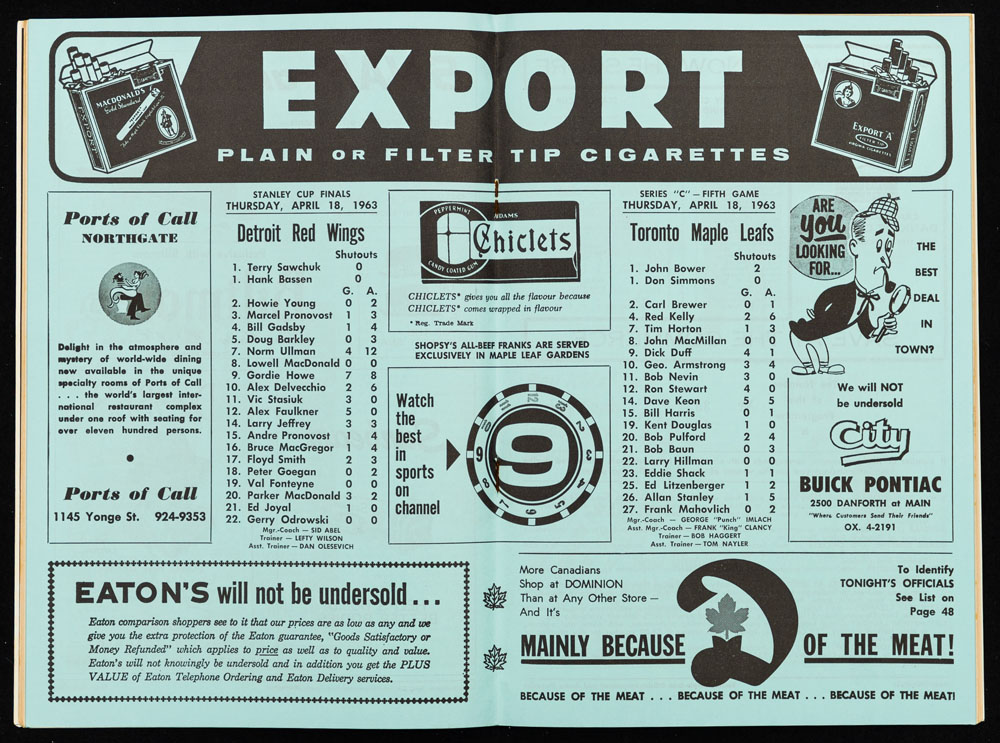 EXPORT
PLAIN OR FILTER TIP CIGARETTES
MACDONALD'S
Gold Standard
EXPORT
EXPORT "A"
FILTER TIP
VIRGINIA CIGARETTES
Ports of Call
NORTHGATE
Delight in the atmosphere and
mystery of world-wide dining
now available in the unique
specialty rooms of Ports of Call
. . . the world's largest inter-
national restaurant complex
under one roof with seating for
over eleven hundred persons.
Ports of Call
1145 Yonge St. 924-9353
STANLEY CUP FINALS
THURSDAY, APRIL 18, 1963
Detroit Red Wings
Shutouts
1. Terry Sawchuk 0
1. Hank Bassen 0
G. A.
2. Howie Young 0 2
3. Marcel Pronovost 1 3
4. Bill Gadsby 1 4
5. Doug Barkley 0 3
7. Norm Ullman 4 12
8. Lowell MacDonald 0 0
9. Gordie Howe 7 8
10. Alex Delvecchio 2 6
11. Vic Stasiuk 3 0
12. Alex Faulkner 5 0
14. Larry Jeffrey 3 3
15. Andre Pronovost 1 4
16. Bruce MacGregor 1 4
17. Floyd Smith 2 3
18. Peter Goegan 0 2
19. Val Fonteyne 0 0
20. Parker MacDonald 3 2
21. Ed Joyal 1 0
22. Gerry Odrowski 0 0
Mgr.-Coach — SID ABEL
Trainer — LEFTY WILSON
Asst. Trainer — DAN OLESEVICH
PEPPERMINT
ADAMS
Chiclets
CANDY COATED GUM
CHICLETS* gives you all the flavour because
CHICLETS* comes wrapped in flavour
* Reg. Trade Mark
SHOPSY'S ALL-BEEF FRANKS ARE SERVED
EXCLUSIVELY IN MAPLE LEAF GARDENS
Watch
the
best
in
sports
on
channel
9
SERIES "C" — FIFTH GAME
THURSDAY, APRIL 18, 1963
Toronto Maple Leafs
Shutouts
1. John Bower 2
1. Don Simmons 0
G. A.
2. Carl Brewer 0 1
4. Red Kelly 2 6
7. Tim Horton 1 3
8. John MacMillan 0 0
9. Dick Duff 4 1
10. Geo. Armstrong 3 4
11. Bob Nevin 3 0
12. Ron Stewart 4 0
14. Dave Keon 5 5
15. Bill Harris 0 1
19. Kent Douglas 1 0
20. Bob Pulford 2 4
21. Bob Baun 0 3
22. Larry Hillman 0 0
23. Eddie Shack 1 1
25. Ed Litzenberger 1 2
26. Allan Stanley 1 5
27. Frank Mahovlich 0 2
Mgr.-Coach — GEORGE "Punch" IMLACH
Asst. Mgr.-Coach — FRANK "King" CLANCY
Trainer — BOB HAGGERT
Asst. Trainer — TOM NAYLER
ARE
you
LOOKING
FOR...
THE
BEST
DEAL
IN
TOWN?
We will NOT
be undersold
City
BUICK PONTIAC
2500 DANFORTH at MAIN
"Where Customers Send Their Friends"
OX. 4-2191
EATON'S will not be undersold . . .
Eaton comparison shoppers see to it that our prices are as low as any and we
give you the extra protection of the Eaton guarantee, "Goods Satisfactory or
Money Refunded" which applies to price as well as to quality and value.
Eaton's will not knowingly be undersold and in addition you get the PLUS
VALUE of Eaton Telephone Ordering and Eaton Delivery services.
More Canadians
Shop at DOMINION
Than at Any Other Store —
And It's
To Identify
TONIGHT'S OFFICIALS
See List on
Page 48
MAINLY BECAUSE OF THE MEAT!
BECAUSE OF THE MEAT . . . BECAUSE OF THE MEAT . . . BECAUSE OF THE MEAT!